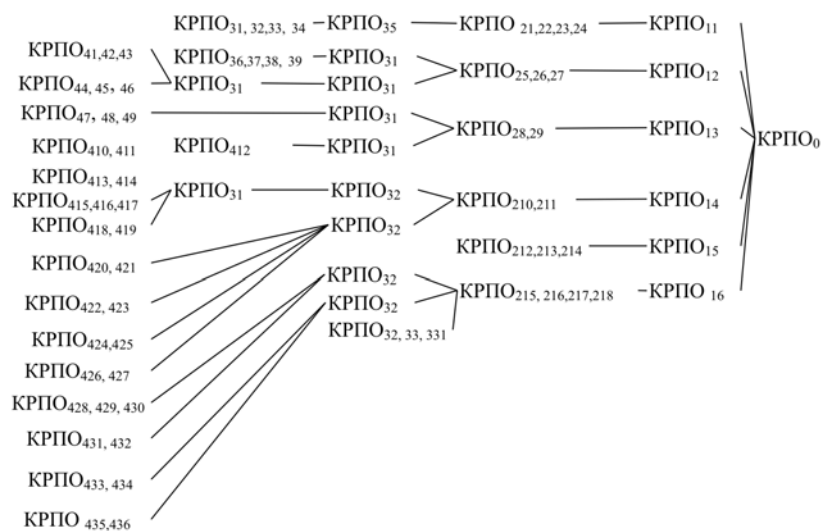 КРПО31, 32,33, 34 КРПО35 КРПО 21,22,23,24 КРПО11
КРПО41,42,43
КРПО36,37,38, 39 КРПО31
КРПО25,26,27 КРПО12
КРПО44, 45, 46 КРПО31 КРПО31
КРПО47, 48, 49 КРПО31
КРПО28,29 КРПО13
КРПО0
КРПО410, 411 КРПО412 КРПО31
КРПО413, 414
КРПО31 КРПО32
КРПО415,416,417 КРПО210,211 КРПО14
КРПО418, 419 КРПО32
КРПО212,213,214 КРПО15
КРПО420, 421
КРПО32
КРПО215, 216,217,218 КРПО 16
КРПО422, 423 КРПО32
КРПО32, 33, 331
КРПО424,425
КРПО426, 427
КРПО428, 429, 430
КРПО431, 432
КРПО433, 434
КРПО 435,436